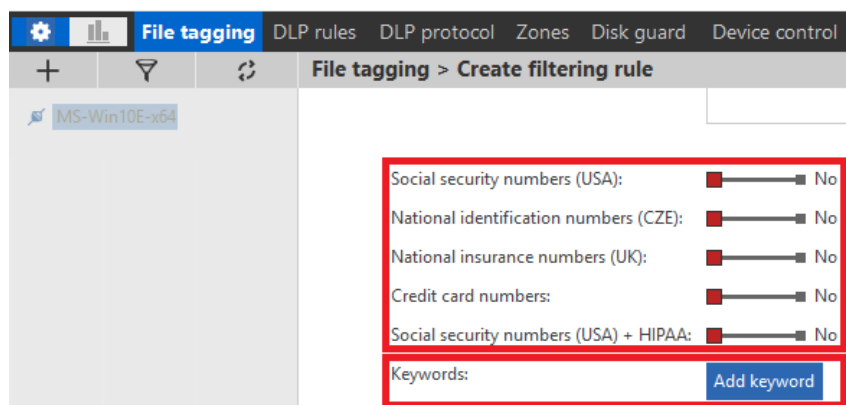 File tagging DLP rules DLP protocol Zones Disk guard Device control
File tagging > Create filtering rule
MS-Win10E-x64
Social security numbers (USA): No
National identification numbers (CZE): No
National insurance numbers (UK): No
Credit card numbers: No
Social security numbers (USA) + HIPAA: No
Keywords: Add keyword